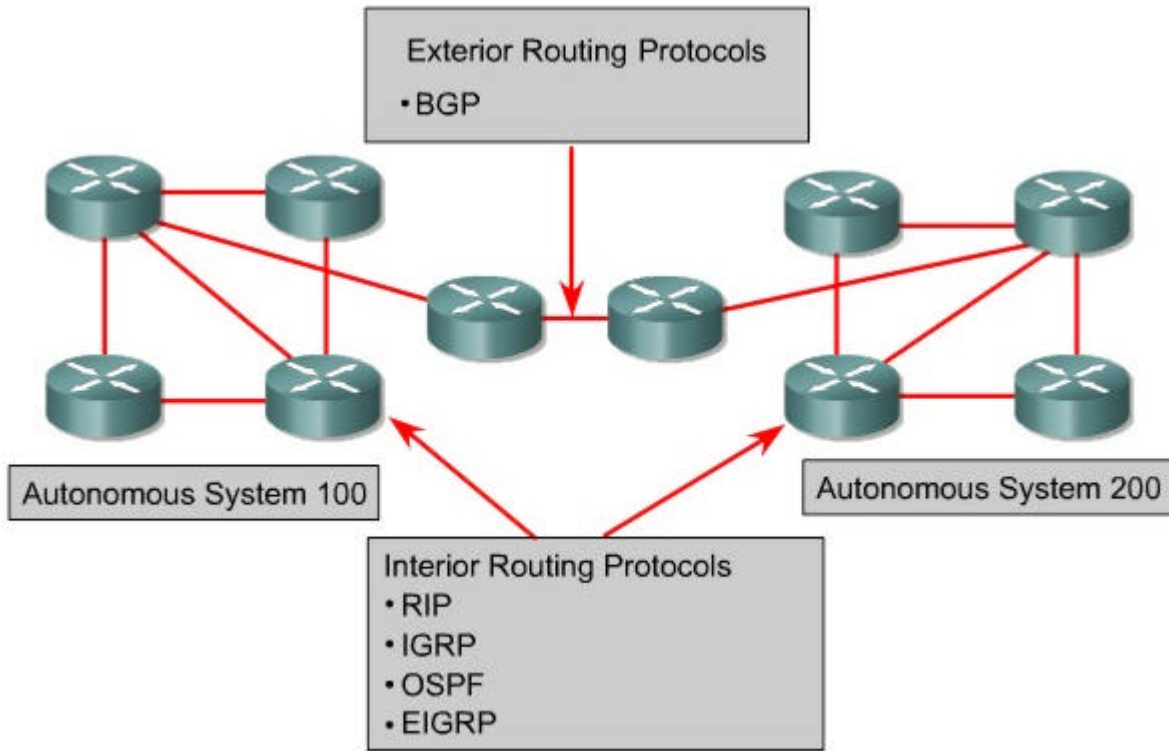 Exterior Routing Protocols
• BGP
Autonomous System 100
Autonomous System 200
Interior Routing Protocols
• RIP
• IGRP
• OSPF
• EIGRP